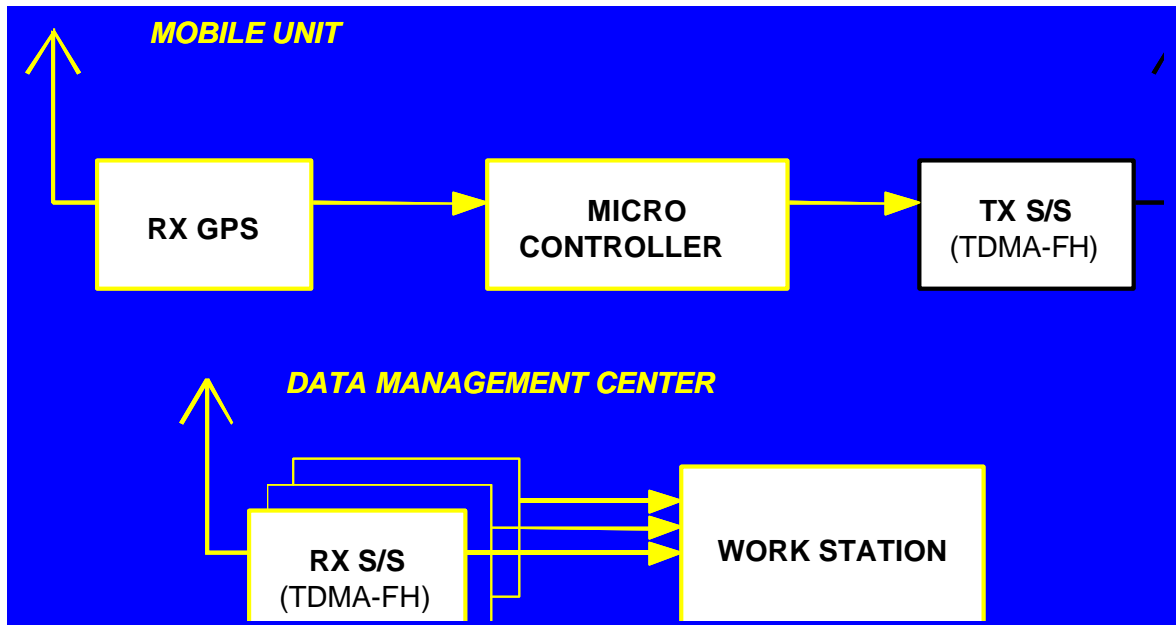 MOBILE UNIT
RX GPS
MICRO
CONTROLLER
TX S/S
(TDMA-FH)
DATA MANAGEMENT CENTER
RX S/S
(TDMA-FH)
WORK STATION